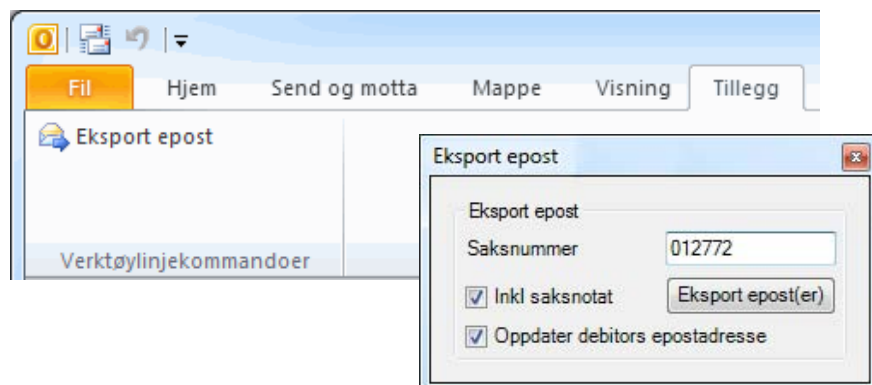 Fil Hjem Send og motta Mappe Visning Tillegg
Eksport epost
Verktøylinjekommandoer
Eksport epost
Eksport epost
Saksnummer 012772
Inkl saksnotat Eksport epost(er)
Oppdater debitors epostadresse